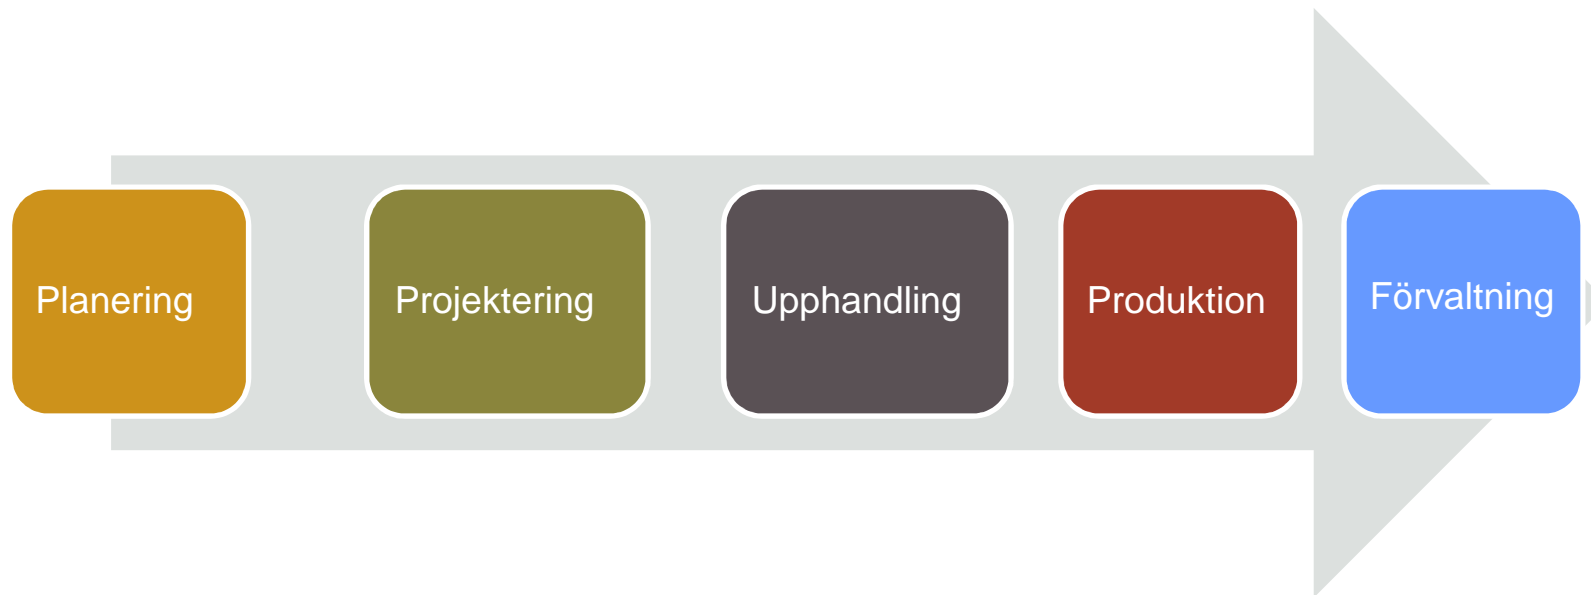 Planering
Projektering
Upphandling
Produktion
Förvaltning